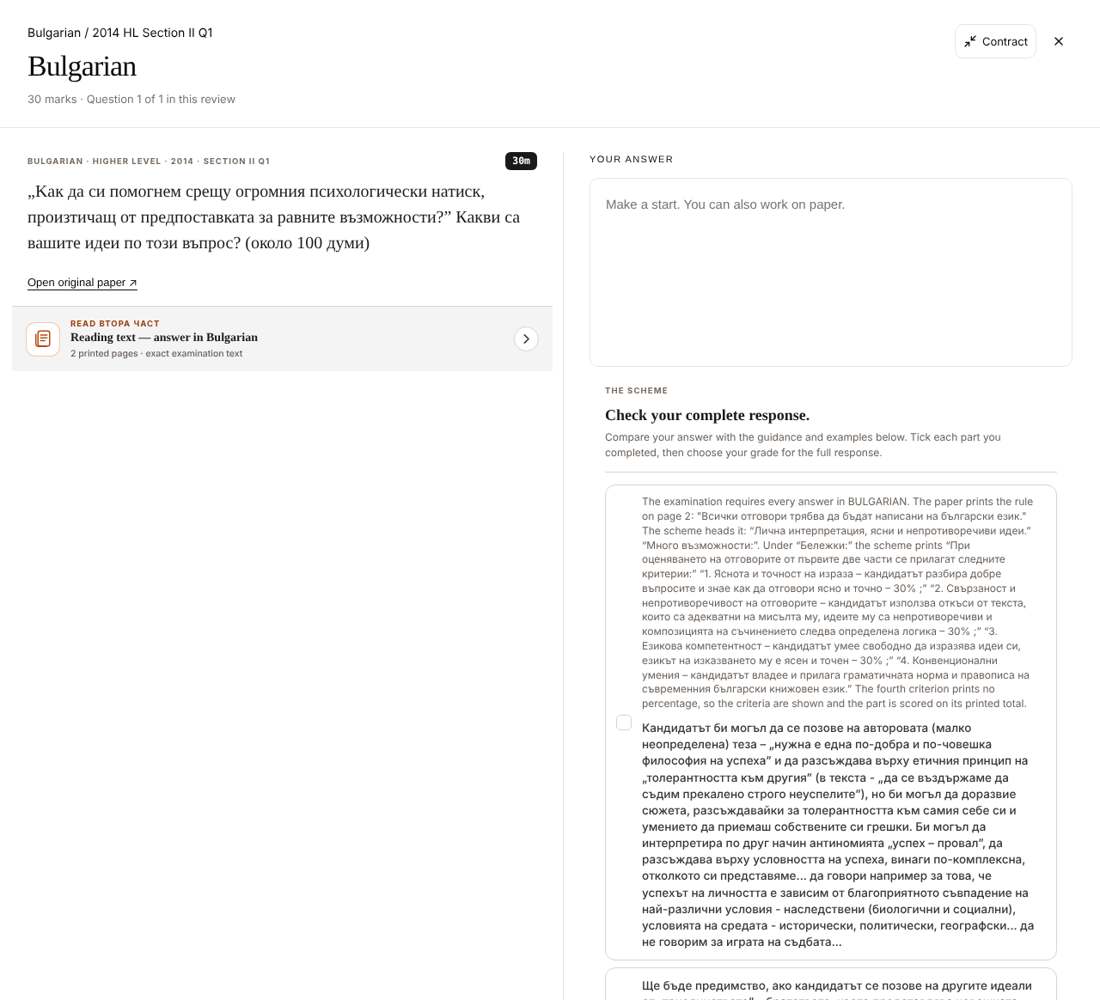 Bulgarian / 2014 HL Section II Q1
Bulgarian
30 marks · Question 1 of 1 in this review
Contract
BULGARIAN · HIGHER LEVEL · 2014 · SECTION II Q1
30m
„Как да си помогнем срещу огромния психологически натиск,
произтичащ от предпоставката за равните възможности?” Какви са
вашите идеи по този въпрос? (около 100 думи)
Open original paper ↗
READ ВТОРА ЧАСТ
Reading text — answer in Bulgarian
2 printed pages · exact examination text
YOUR ANSWER
Make a start. You can also work on paper.
THE SCHEME
Check your complete response.
Compare your answer with the guidance and examples below. Tick each part you
completed, then choose your grade for the full response.
The examination requires every answer in BULGARIAN. The paper prints the rule
on page 2: "Всички отговори трябва да бъдат написани на български език."
The scheme heads it: “Лична интерпретация, ясни и непротиворечиви идеи.”
“Много възможности:”. Under “Бележки:” the scheme prints “При
оценяването на отговорите от първите две части се прилагат следните
критерии:” “1. Яснота и точност на израза – кандидатът разбира добре
въпросите и знае как да отговори ясно и точно – 30% ;” “2. Свързаност и
непротиворечивост на отговорите – кандидатът използва откъси от текста,
които са адекватни на мисълта му, идеите му са непротиворечиви и
композицията на съчинението следва определена логика – 30% ;” “3.
Езикова компетентност – кандидатът умее свободно да изразява идеи си,
езикът на изказването му е ясен и точен – 30% ;” “4. Конвенционални
умения – кандидатът владее и прилага граматичната норма и правописа на
съвременния български книжовен език.” The fourth criterion prints no
percentage, so the criteria are shown and the part is scored on its printed total.
Кандидатът би могъл да се позове на авторовата (малко
неопределена) теза – „нужна е една по-добра и по-човешка
философия на успеха” и да разсъждава върху етичния принцип на
„толерантността към другия” (в текста - „да се въздържаме да
съдим прекалено строго неуспелите”), но би могъл да доразвие
сюжета, разсъждавайки за толерантността към самия себе си и
умението да приемаш собствените си грешки. Би могъл да
интерпретира по друг начин антиномията „успех – провал”, да
разсъждава върху условността на успеха, винаги по-комплексна,
отколкото си представяме... да говори например за това, че
успехът на личността е зависим от благоприятното съвпадение на
най-различни условия - наследствени (биологични и социални),
условията на средата - исторически, политически, географски... да
не говорим за играта на съдбата...
Ще бъде предимство, ако кандидатът се позове на другите идеали